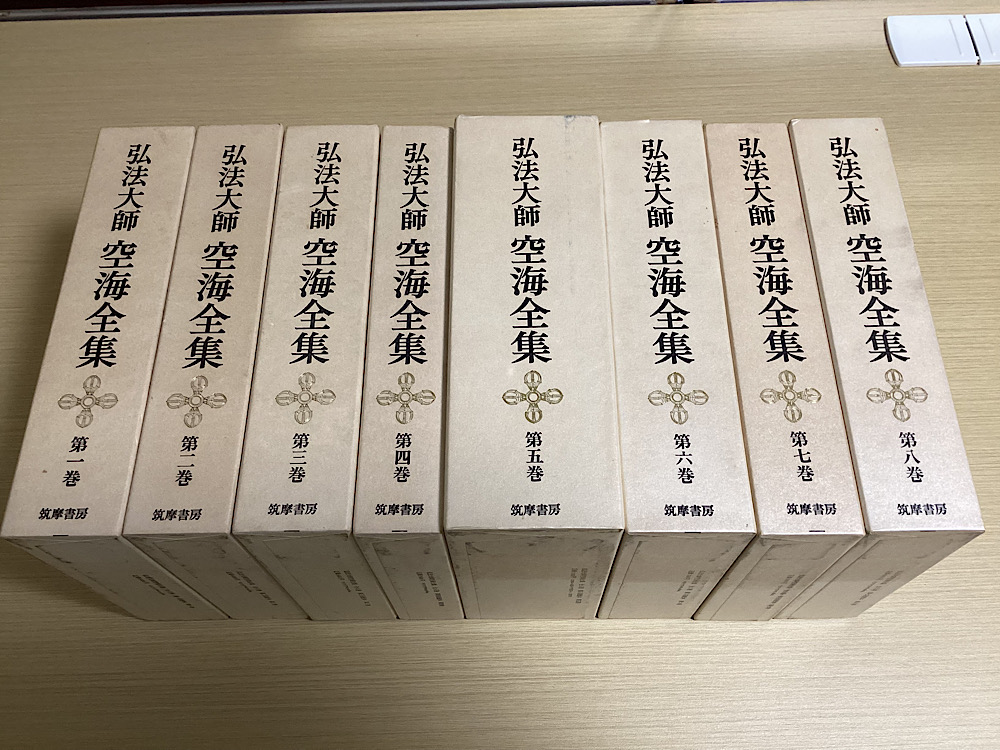 弘法大師 空海全集
第一巻
筑摩書房
弘法大師 空海全集
第二巻
筑摩書房
弘法大師 空海全集
第三巻
筑摩書房
弘法大師 空海全集
第四巻
筑摩書房
弘法大師 空海全集
第五巻
筑摩書房
弘法大師 空海全集
第六巻
筑摩書房
弘法大師 空海全集
第七巻
筑摩書房
弘法大師 空海全集
第八巻
筑摩書房